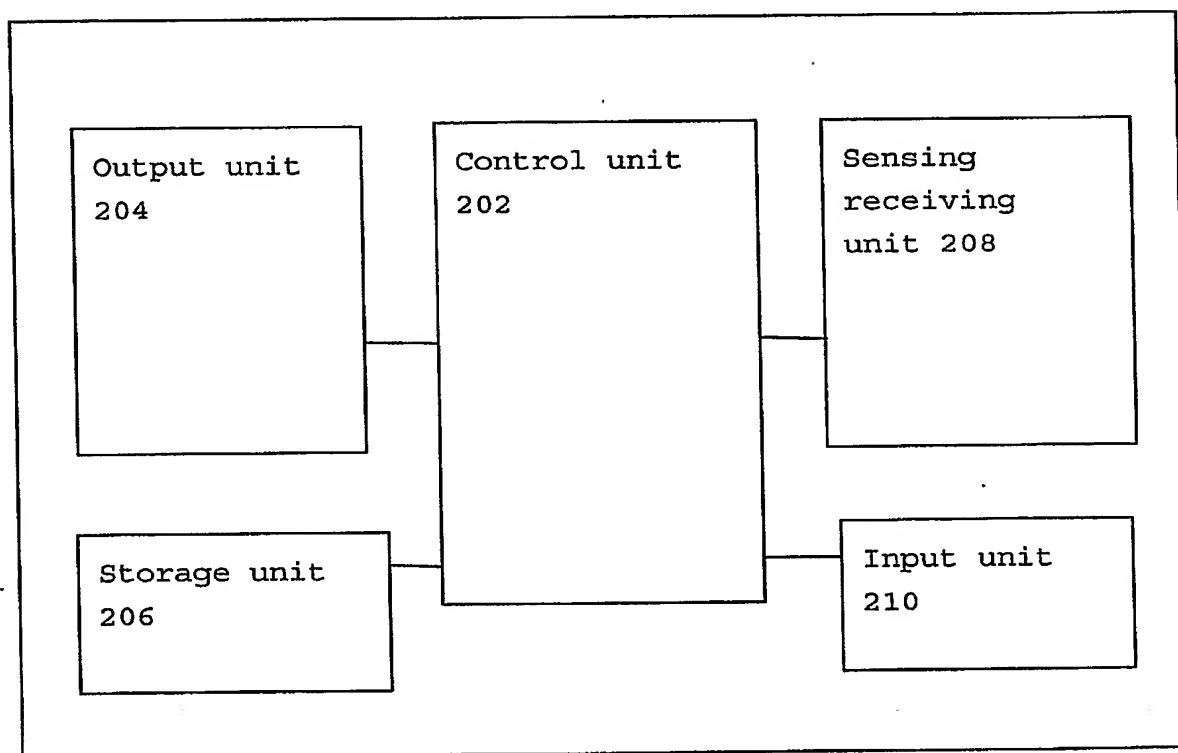 Output unit
204
Control unit
202
Sensing
receiving
unit 208
Storage unit
206
Input unit
210